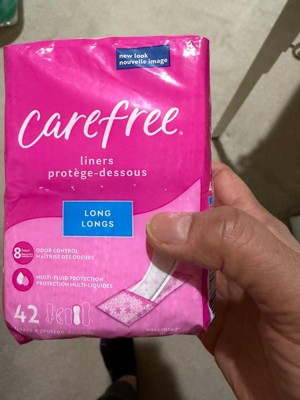 new look
nouvelle image
carefree
liners
protège-dessous
LONG
LONGS
8
ODOR CONTROL
MAÎTRISE DES ODEURS
MULTI-FLUID PROTECTION
PROTECTION MULTI-LIQUIDES
42